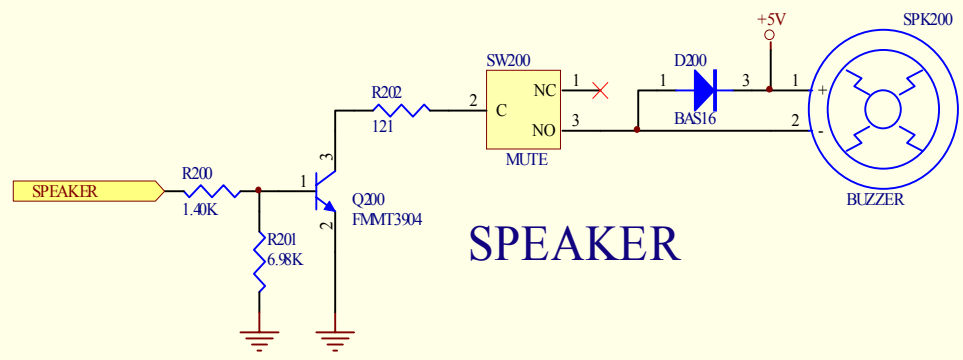 +5V
SPK200
SW200
D200
R202
1
NC
1
3
1
+
2
C
121
3
NO
BAS16
2
-
MUTE
3
R200
SPEAKER
1
Q200
BUZZER
1.40K
FMMT3904
2
R201
6.98K
SPEAKER